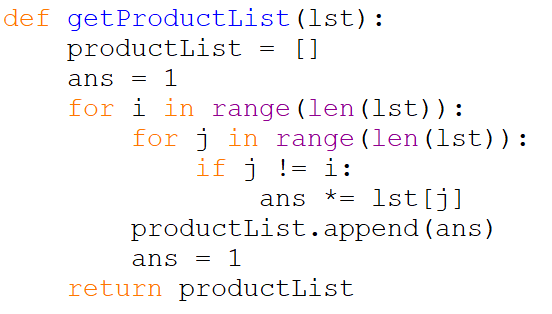 def getProductList(lst):
    productList = []
    ans = 1
    for i in range(len(lst)):
        for j in range(len(lst)):
            if j != i:
                ans *= lst[j]
        productList.append(ans)
        ans = 1
    return productList